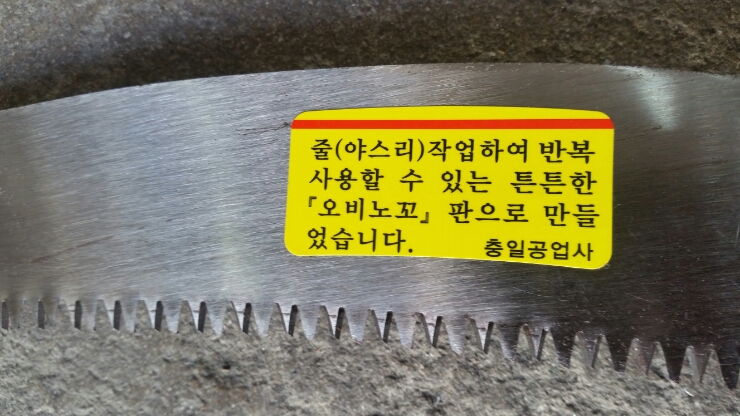 줄(야스리)작업하여 반복
사용할 수 있는 튼튼한
『오비노꼬』 판으로 만들
었습니다.
충일공업사